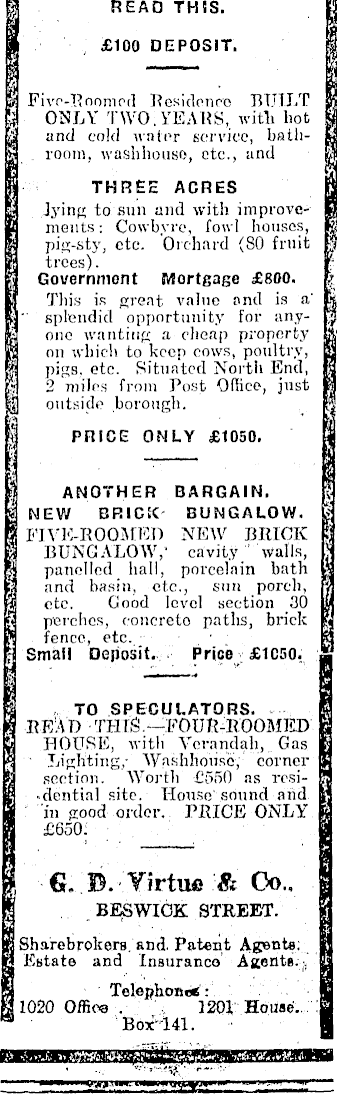 READ THIS.
£100 DEPOSIT.
Five-Roomed Residence BUILT
ONLY TWO YEARS, with hot
and cold water service, bath-
room, washhouse, etc., and
THREE ACRES
lying to sun and with improve-
ments: Cowbyre, fowl houses,
pig-sty, etc. Orchard (80 fruit
trees).
Government Mortgage £800.
This is great value and is a
splendid opportunity for any-
one wanting a cheap property
on which to keep cows, poultry,
pigs, etc. Situated North End,
2 miles from Post Office, just
outside borough.
PRICE ONLY £1050.
ANOTHER BARGAIN.
NEW BRICK BUNGALOW.
FIVE-ROOMED NEW BRICK
BUNGALOW, cavity walls,
panelled hall, porcelain bath
and basin, etc., sun porch,
etc. Good level section 30
perches, concrete paths, brick
fence, etc.
Small Deposit. Price £1050.
TO SPECULATORS.
READ THIS.—FOUR-ROOMED
HOUSE, with Verandah, Gas
Lighting, Washhouse, corner
section. Worth £550 as resi-
dential site. House sound and
in good order. PRICE ONLY
£650.
G. D. Virtue & Co.,
BESWICK STREET.
Sharebrokers and Patent Agents.
Estate and Insurance Agents.
Telephones:
1020 Office. 1201 House.
Box 141.